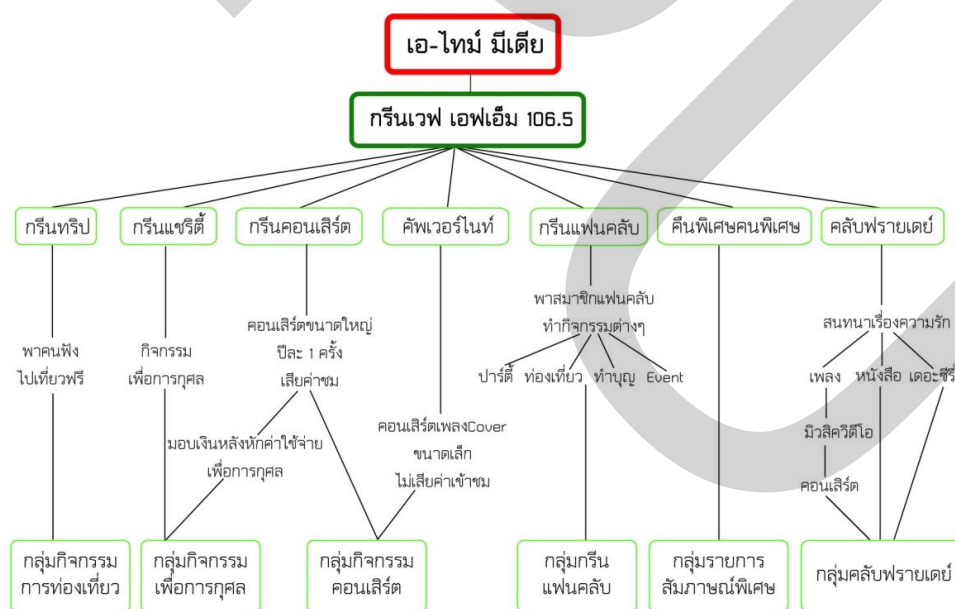 เอ-ไทม์ มีเดีย
กรีนเวฟ เอฟเอ็ม 106.5
กรีนทริป
กรีนแชริตี้
กรีนคอนเสิร์ต
คัพเวอร์ไนท์
กรีนแฟนคลับ
คืนพิเศษคนพิเศษ
คลับฟรายเดย์
พาคนฟัง
ไปเที่ยวฟรี
กิจกรรม
เพื่อการกุศล
คอนเสิร์ตขนาดใหญ่
ปีละ 1 ครั้ง
เสียค่าชม
มอบเงินหลังหักค่าใช้จ่าย
เพื่อการกุศล
คอนเสิร์ตเพลงCover
ขนาดเล็ก
ไม่เสียค่าเข้าชม
พาสมาชิกแฟนคลับ
ทำกิจกรรมต่างๆ
ปาร์ตี้
ท่องเที่ยว
ทำบุญ
Event
สนทนาเรื่องความรัก
เพลง
หนังสือ
เดอะซีรี่
มิวสิควิดีโอ
คอนเสิร์ต
กลุ่มกิจกรรม
การท่องเที่ยว
กลุ่มกิจกรรม
เพื่อการกุศล
กลุ่มกิจกรรม
คอนเสิร์ต
กลุ่มกรีน
แฟนคลับ
กลุ่มรายการ
สัมภาษณ์พิเศษ
กลุ่มคลับฟรายเดย์